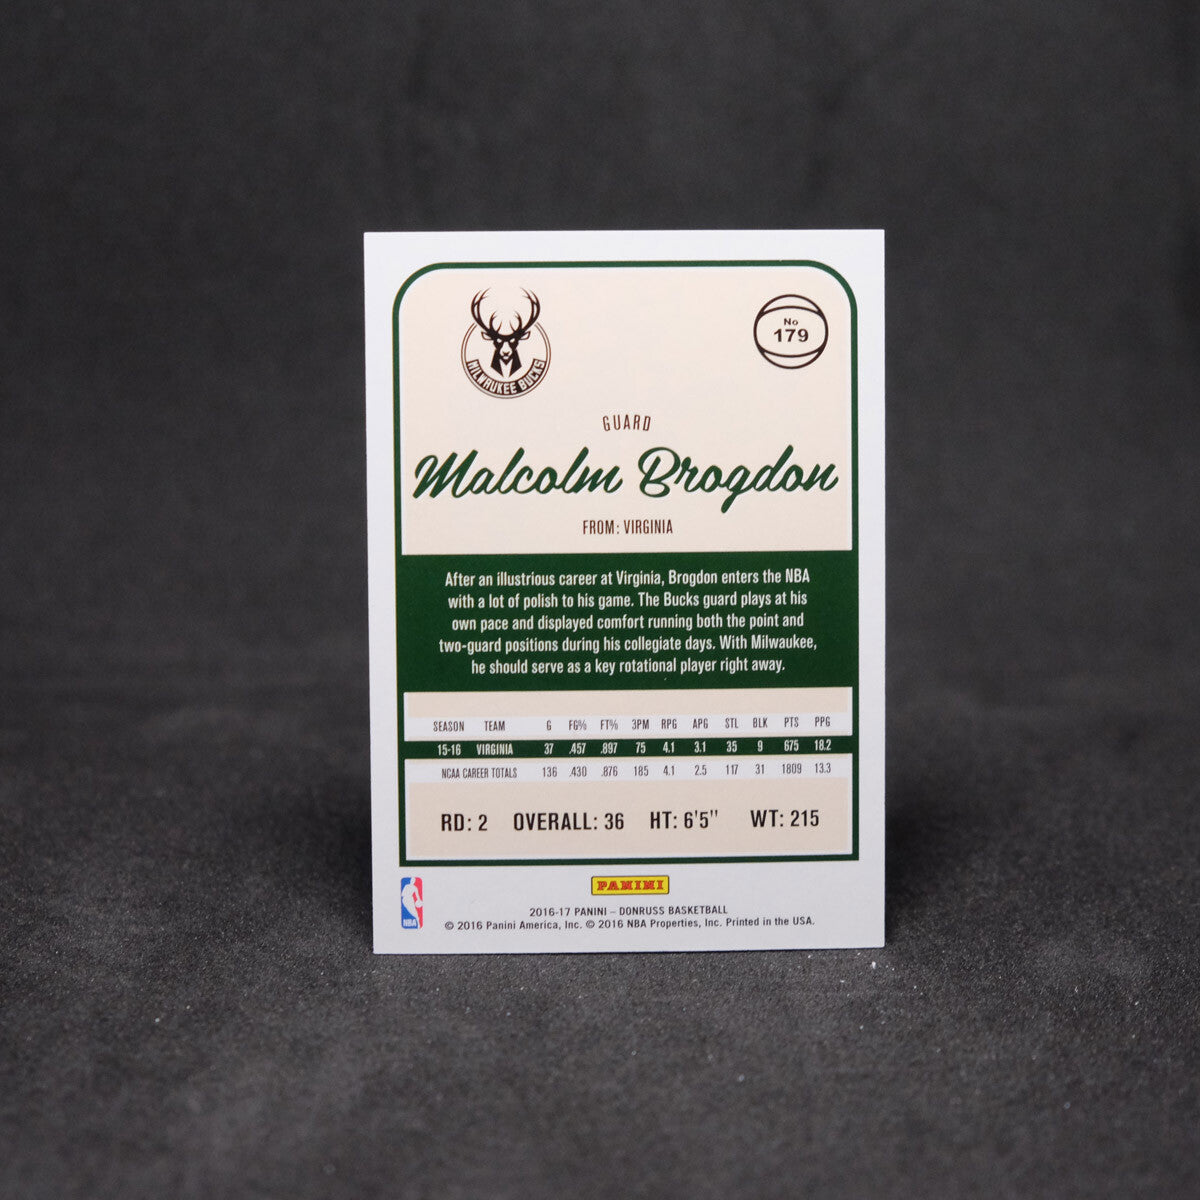 MILWAUKEE BUCKS
No
179
GUARD
Malcolm Brogdon
FROM: VIRGINIA
After an illustrious career at Virginia, Brogdon enters the NBA
with a lot of polish to his game. The Bucks guard plays at his
own pace and displayed comfort running both the point and
two-guard positions during his collegiate days. With Milwaukee,
he should serve as a key rotational player right away.
SEASON TEAM G FG% FT% 3PM RPG APG STL BLK PTS PPG
15-16 VIRGINIA 37 .457 .897 75 4.1 3.1 35 9 675 18.2
NCAA CAREER TOTALS 136 .430 .876 185 4.1 2.5 117 31 1809 13.3
RD: 2 OVERALL: 36 HT: 6'5" WT: 215
PANINI
NBA
2016-17 PANINI – DONRUSS BASKETBALL
© 2016 Panini America, Inc. © 2016 NBA Properties, Inc. Printed in the USA.